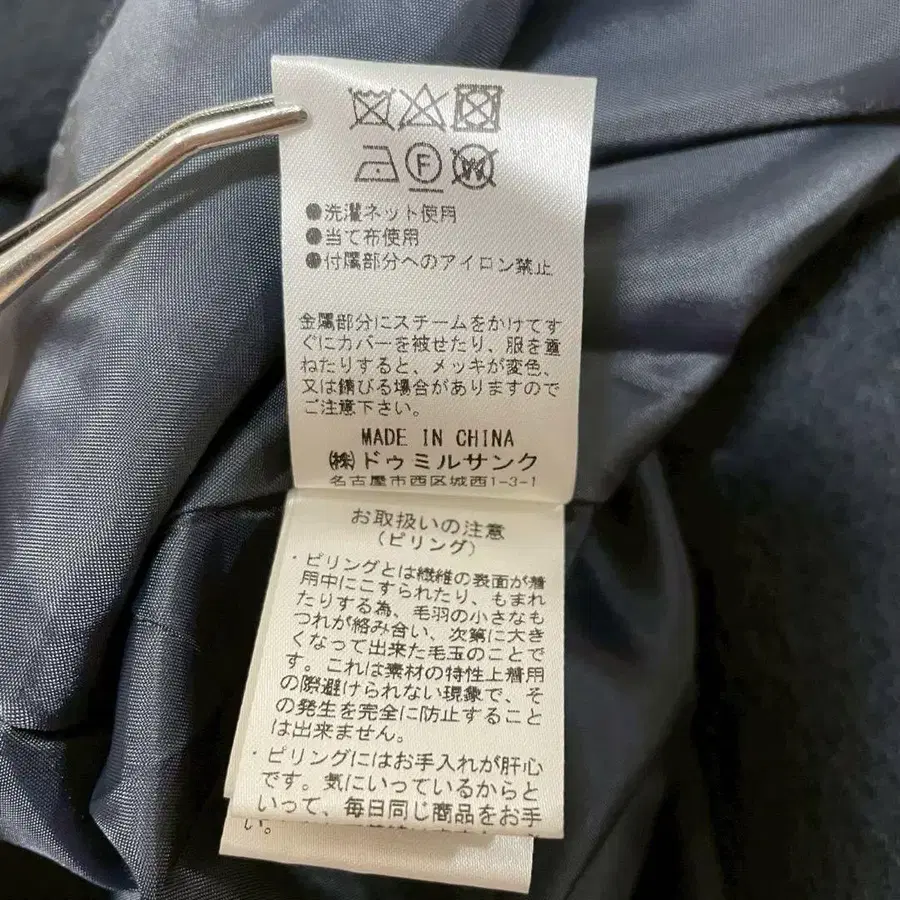 F
W
●洗濯ネット使用
●当て布使用
●付属部分へのアイロン禁止
金属部分にスチームをかけてす
ぐにカバーを被せたり、服を重
ねたりすると、メッキが変色、
又は錆びる場合がありますので
ご注意下さい。
MADE IN CHINA
㈱ドゥミルサンク
名古屋市西区城西1-3-1
お取扱いの注意
(ピリング)
・ピリングとは繊維の表面が着
用中にこすられたり、もまれ
たりする為、毛羽の小さなも
つれが絡み合い、次第に大き
くなって出来た毛玉のことで
す。これは素材の特性上着用
の際避けられない現象で、そ
の発生を完全に防止すること
は出来ません。
・ピリングにはお手入れが肝心
です。気にいっているからと
いって、毎日同じ商品をお手
い。